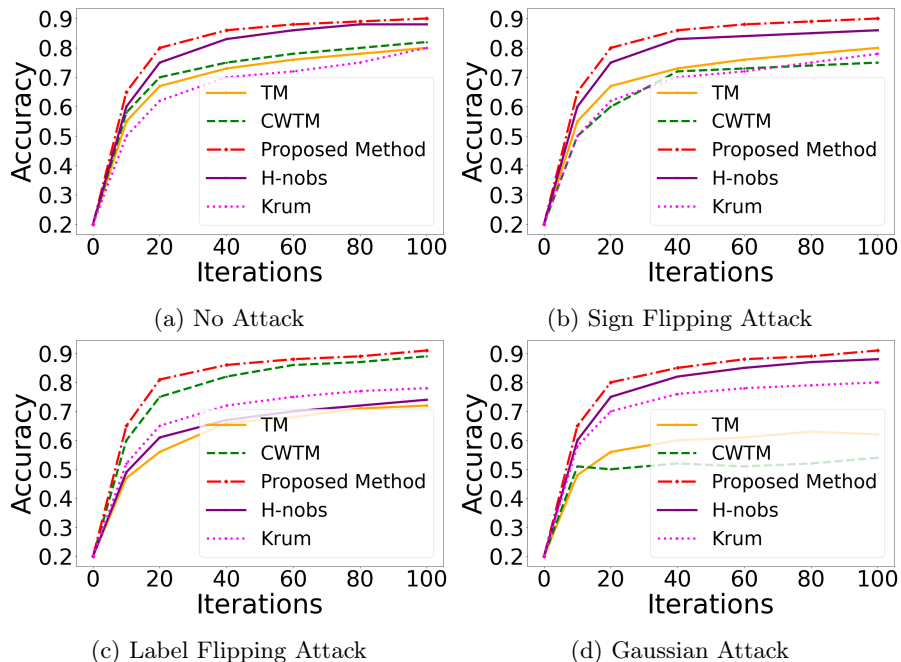 0.9
0.8
0.7
0.6
0.5
0.4
0.3
0.2
Accuracy
TM
CWTM
Proposed Method
H-nobs
Krum
0 20 40 60 80 100
Iterations
(a) No Attack
0.9
0.8
0.7
0.6
0.5
0.4
0.3
0.2
Accuracy
TM
CWTM
Proposed Method
H-nobs
Krum
0 20 40 60 80 100
Iterations
(b) Sign Flipping Attack
0.9
0.8
0.7
0.6
0.5
0.4
0.3
0.2
Accuracy
TM
CWTM
Proposed Method
H-nobs
Krum
0 20 40 60 80 100
Iterations
(c) Label Flipping Attack
0.9
0.8
0.7
0.6
0.5
0.4
0.3
0.2
Accuracy
TM
CWTM
Proposed Method
H-nobs
Krum
0 20 40 60 80 100
Iterations
(d) Gaussian Attack